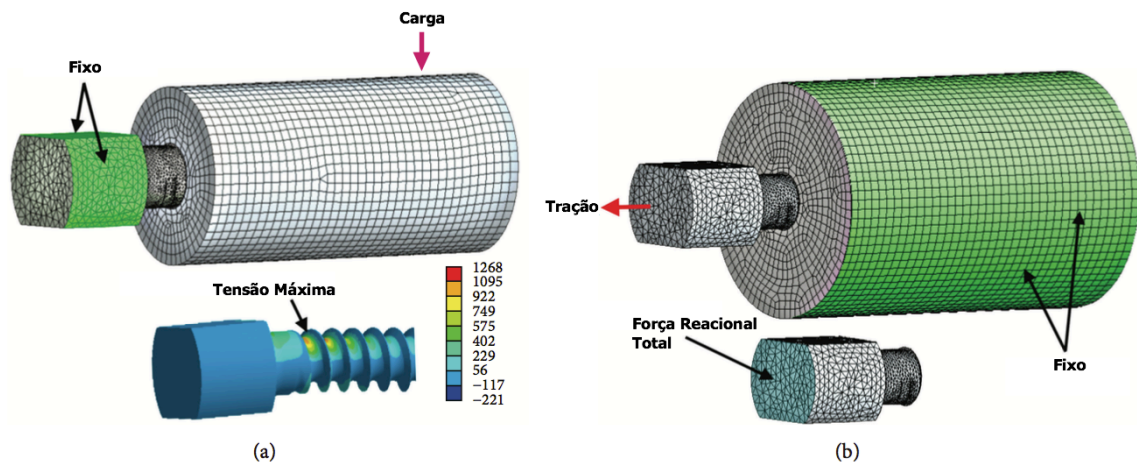 Carga
Fixo
Tensão Máxima
1268
1095
922
749
575
402
229
56
−117
−221
(a)
Tração
Força Reacional
Total
Fixo
(b)